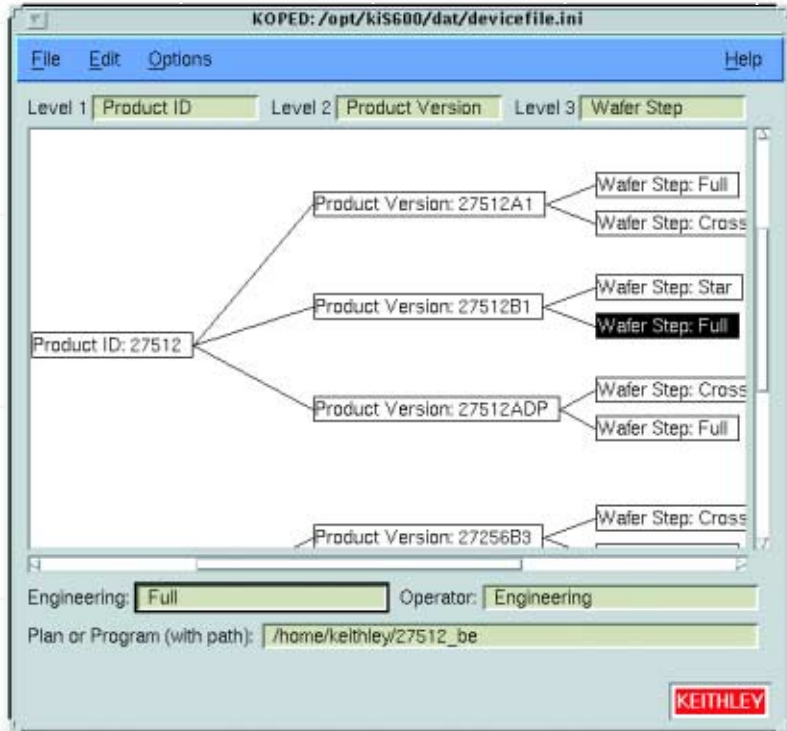 KOPED: /opt/kiS600/dat/devicefile.ini
File Edit Options Help
Level 1 Product ID Level 2 Product Version Level 3 Wafer Step
Wafer Step: Full
Product Version: 27512A1
Wafer Step: Cross
Wafer Step: Star
Product Version: 27512B1
Wafer Step: Full
Product ID: 27512
Wafer Step: Cross
Product Version: 27512ADP
Wafer Step: Full
Wafer Step: Cross
Product Version: 27256B3
Engineering: Full Operator: Engineering
Plan or Program (with path): /home/keithley/27512_be
KEITHLEY